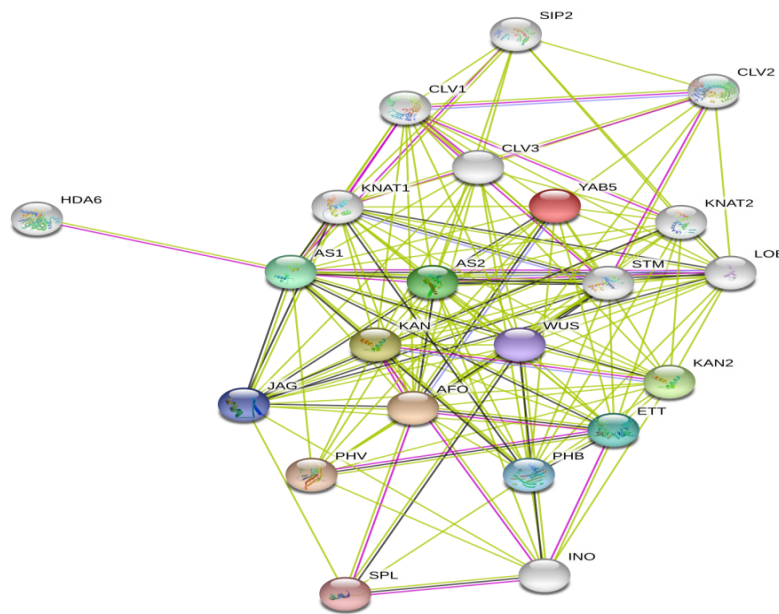 SIP2
CLV2
CLV1
CLV3
YAB5
KNAT1
HDA6
KNAT2
AS1
AS2
STM
LOB
KAN
WUS
KAN2
JAG
AFO
ETT
PHV
PHB
INO
SPL